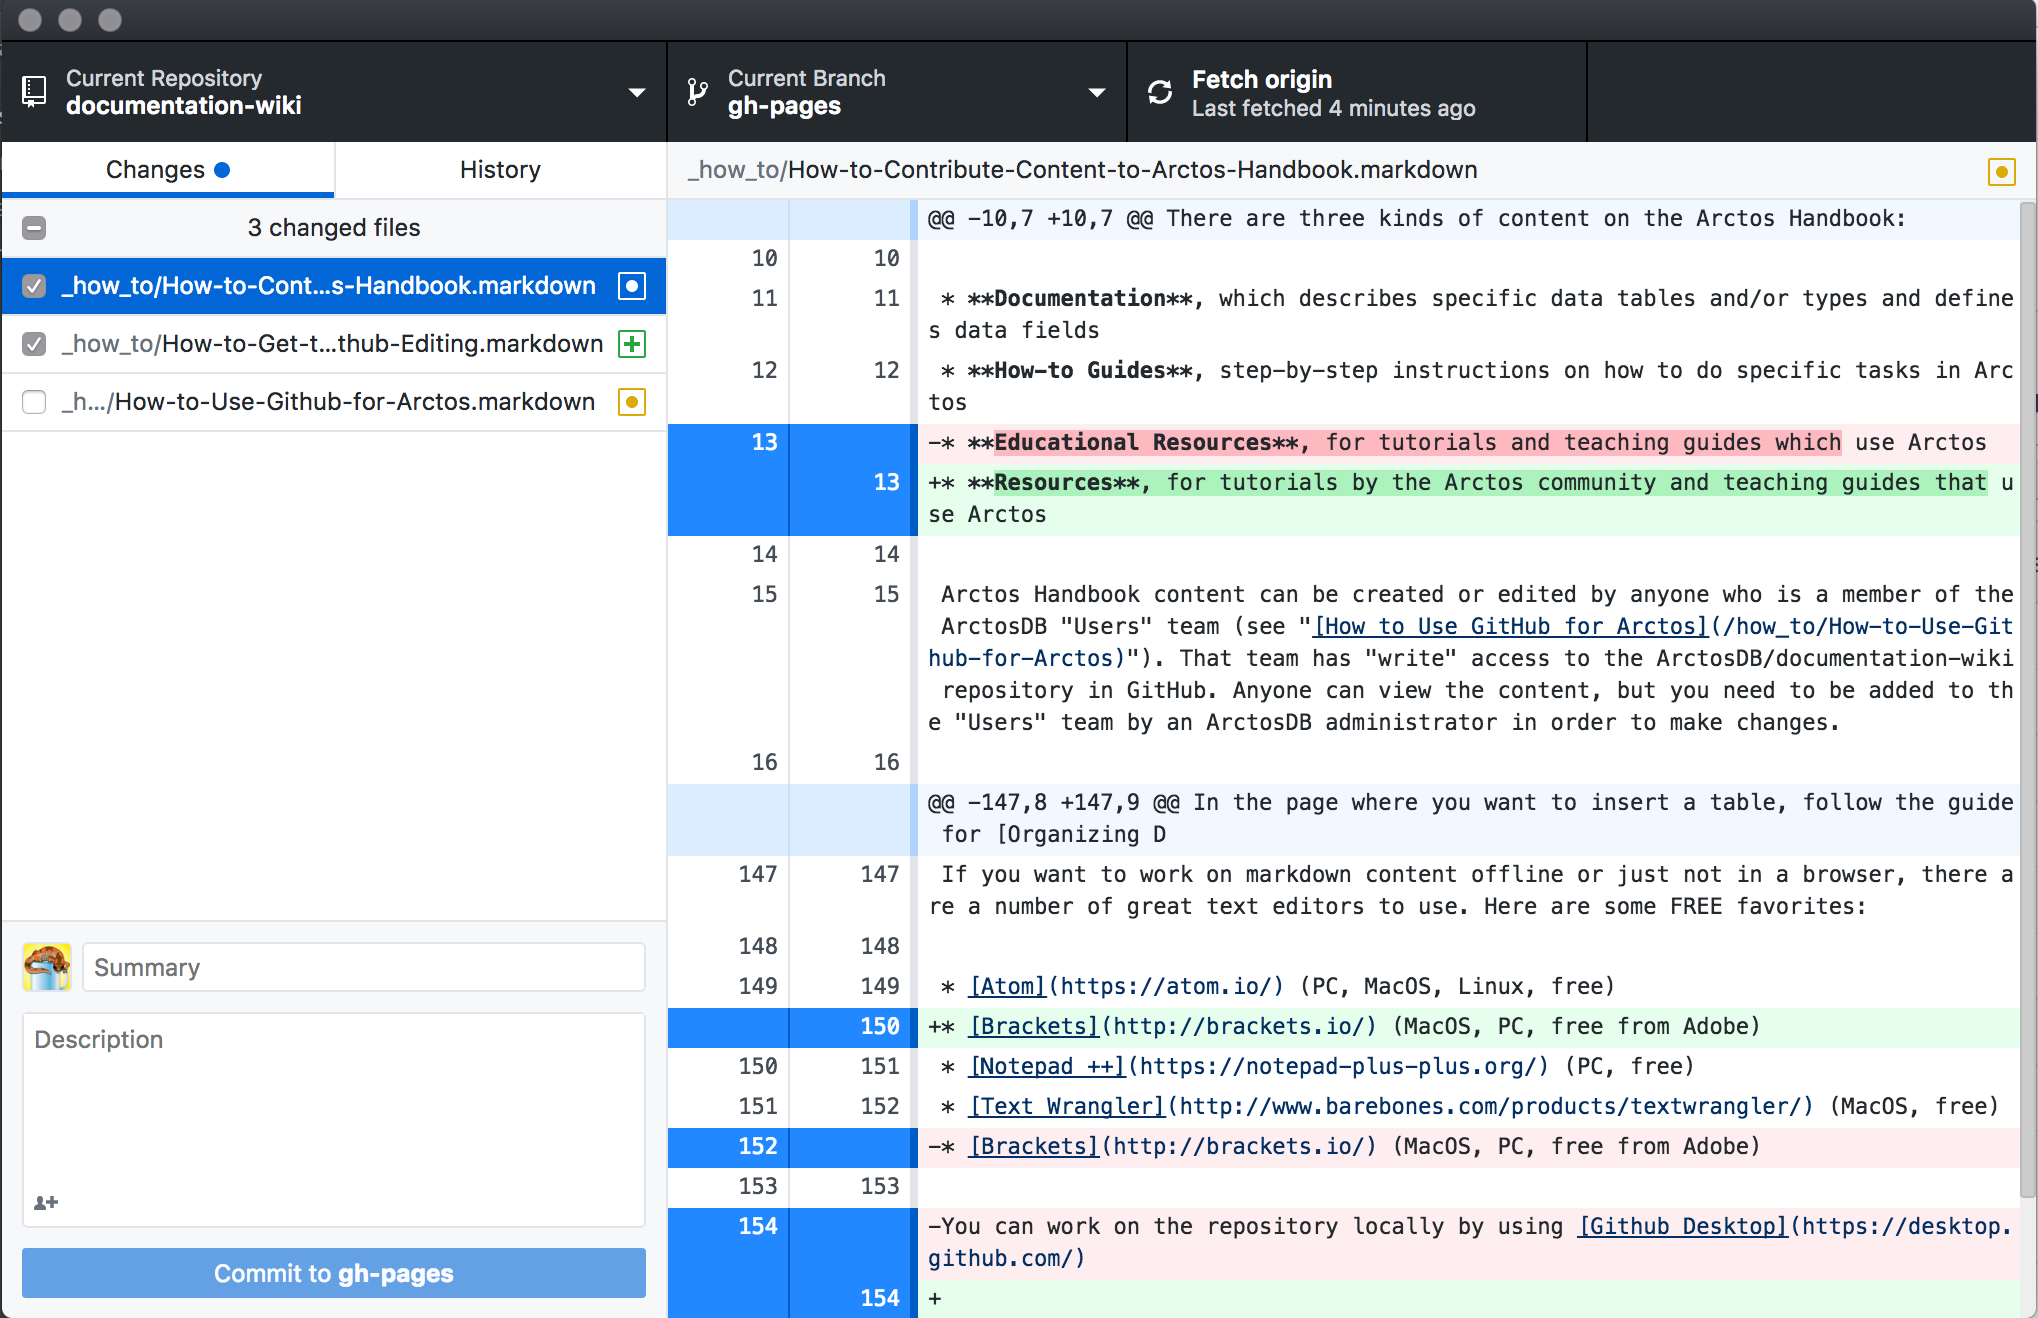 Current Repository
documentation-wiki
Current Branch
gh-pages
Fetch origin
Last fetched 4 minutes ago
Changes
History
3 changed files
_how_to/How-to-Cont...s-Handbook.markdown
_how_to/How-to-Get-t...thub-Editing.markdown
_h.../How-to-Use-Github-for-Arctos.markdown
Summary
Description
Commit to gh-pages
_how_to/How-to-Contribute-Content-to-Arctos-Handbook.markdown
@@ -10,7 +10,7 @@ There are three kinds of content on the Arctos Handbook:
10 10
11 11 * **Documentation**, which describes specific data tables and/or types and define
s data fields
12 12 * **How-to Guides**, step-by-step instructions on how to do specific tasks in Arc
tos
13 -* **Educational Resources**, for tutorials and teaching guides which use Arctos
13 +* **Resources**, for tutorials by the Arctos community and teaching guides that u
se Arctos
14 14
15 15 Arctos Handbook content can be created or edited by anyone who is a member of the
ArctosDB "Users" team (see "[How to Use GitHub for Arctos](/how_to/How-to-Use-Git
hub-for-Arctos)"). That team has "write" access to the ArctosDB/documentation-wiki
repository in GitHub. Anyone can view the content, but you need to be added to th
e "Users" team by an ArctosDB administrator in order to make changes.
16 16
@@ -147,8 +147,9 @@ In the page where you want to insert a table, follow the guide
for [Organizing D
147 147 If you want to work on markdown content offline or just not in a browser, there a
re a number of great text editors to use. Here are some FREE favorites:
148 148
149 149 * [Atom](https://atom.io/) (PC, MacOS, Linux, free)
150 +* [Brackets](http://brackets.io/) (MacOS, PC, free from Adobe)
150 151 * [Notepad ++](https://notepad-plus-plus.org/) (PC, free)
151 152 * [Text Wrangler](http://www.barebones.com/products/textwrangler/) (MacOS, free)
152 -* [Brackets](http://brackets.io/) (MacOS, PC, free from Adobe)
153 153
154 -You can work on the repository locally by using [Github Desktop](https://desktop.
github.com/)
154 +